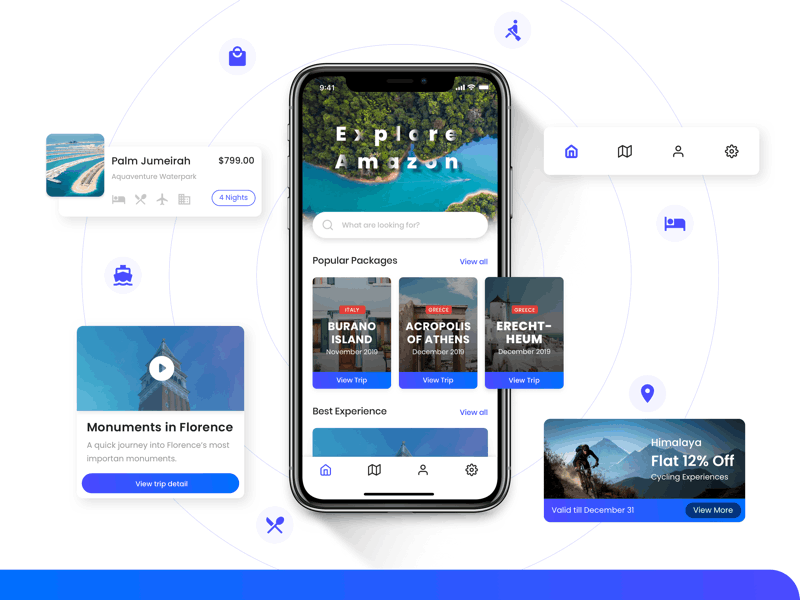 9:41
Explore
Amazon
What are looking for?
Popular Packages
View all
ITALY
BURANO
ISLAND
November 2019
View Trip
GREECE
ACROPOLIS
OF ATHENS
December 2019
View Trip
GREECE
ERECHT-
HEUM
December 2019
View Trip
Best Experience
View all
Palm Jumeirah
$799.00
Aquaventure Waterpark
4 Nights
Monuments in Florence
A quick journey into Florence's most
importan monuments.
View trip detail
Himalaya
Flat 12% Off
Cycling Experiences
Valid till December 31
View More